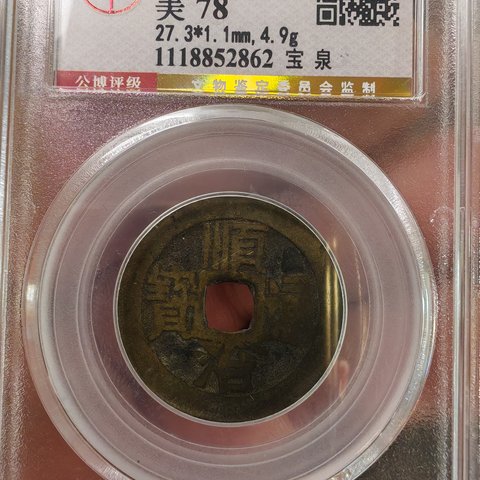 美 78
27.3*1.1mm,4.9g
1118852862 宝 泉
公博评级 文物鉴定委员会监制
順
寶 通
治